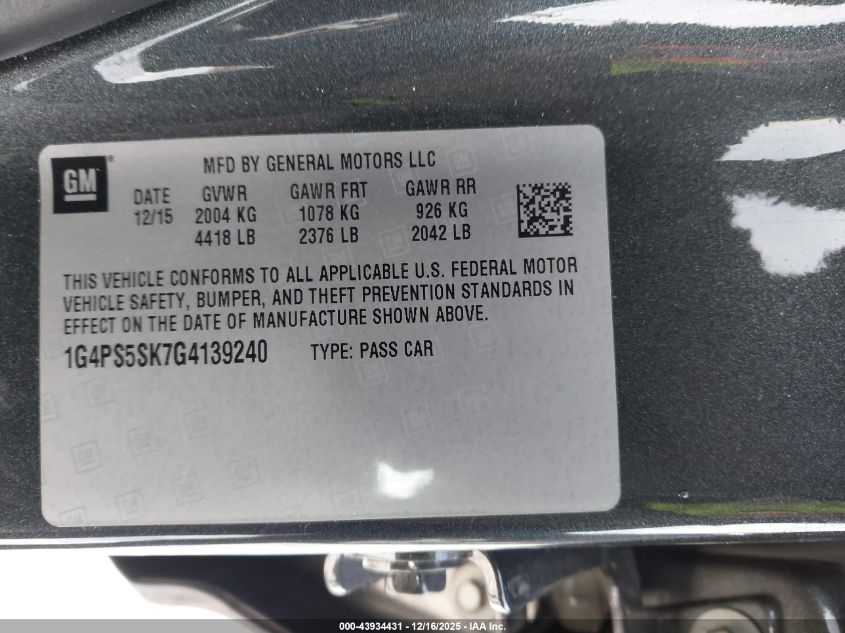 GM
MFD BY GENERAL MOTORS LLC
DATE GVWR GAWR FRT GAWR RR
12/15 2004 KG 1078 KG 926 KG
4418 LB 2376 LB 2042 LB
THIS VEHICLE CONFORMS TO ALL APPLICABLE U.S. FEDERAL MOTOR
VEHICLE SAFETY, BUMPER, AND THEFT PREVENTION STANDARDS IN
EFFECT ON THE DATE OF MANUFACTURE SHOWN ABOVE.
1G4PS5SK7G4139240 TYPE: PASS CAR
000-43934431 - 12/16/2025 - IAA Inc.